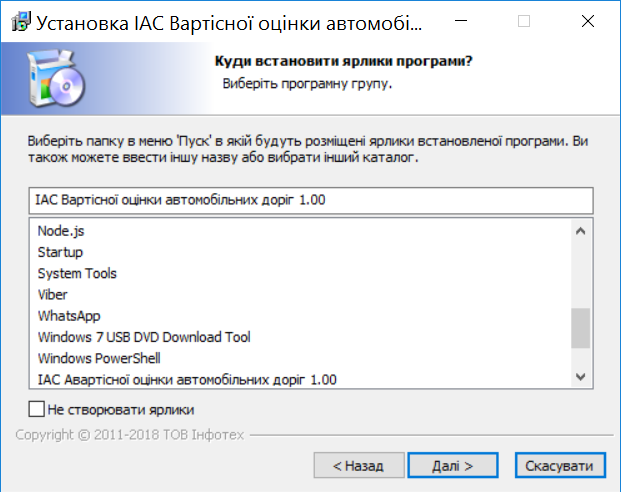 Установка ІАС Вартісної оцінки автомобі...
Куди встановити ярлики програми?
Виберіть програмну групу.
Виберіть папку в меню 'Пуск' в якій будуть розміщені ярлики встановленої програми. Ви
також можете ввести іншу назву або вибрати інший каталог.
ІАС Вартісної оцінки автомобільних доріг 1.00
Node.js
Startup
System Tools
Viber
WhatsApp
Windows 7 USB DVD Download Tool
Windows PowerShell
ІАС Авартісної оцінки автомобільних доріг 1.00
Не створювати ярлики
Copyright © 2011-2018 ТОВ Інфотех
< Назад
Далі >
Скасувати